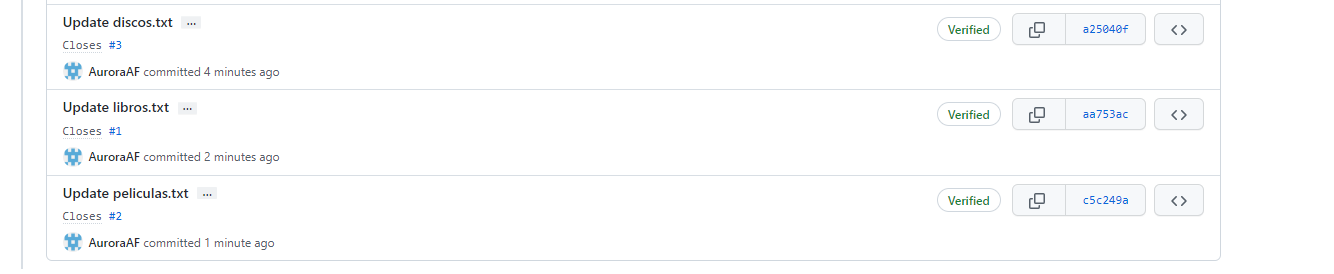 Update discos.txt ...
Verified
a25040f
Closes #3
AuroraAF committed 4 minutes ago
Update libros.txt ...
Verified
aa753ac
Closes #1
AuroraAF committed 2 minutes ago
Update peliculas.txt ...
Verified
c5c249a
Closes #2
AuroraAF committed 1 minute ago